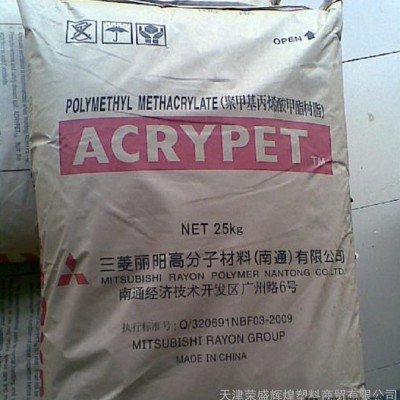 OPEN
POLYMETHYL METHACRYLATE (聚甲基丙烯酸甲酯树脂)
ACRYPET™
NET 25kg
三菱丽阳高分子材料(南通)有限公司
MITSUBISHI RAYON POLYMER NANTONG CO.LTD
南通经济技术开发区广州路6号
执行标准号: Q/320691NBF03-2009
MITSUBISHI RAYON GROUP
MADE IN CHINA
天津荣盛辉煌塑料商贸有限公司